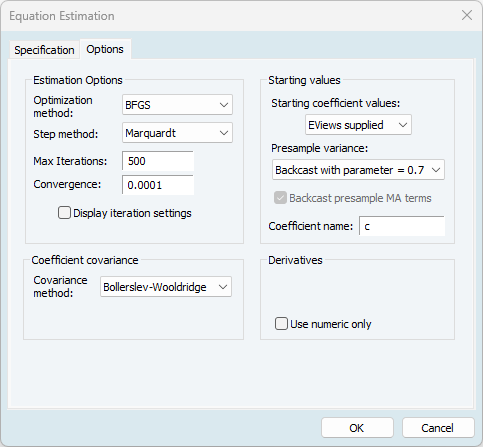 Equation Estimation
Specification
Options
Estimation Options
Optimization
method:
BFGS
Step method:
Marquardt
Max Iterations:
500
Convergence:
0.0001
Display iteration settings
Starting values
Starting coefficient values:
EViews supplied
Presample variance:
Backcast with parameter = 0.7
Backcast presample MA terms
Coefficient name:
c
Coefficient covariance
Covariance
method:
Bollerslev-Wooldridge
Derivatives
Use numeric only
OK
Cancel